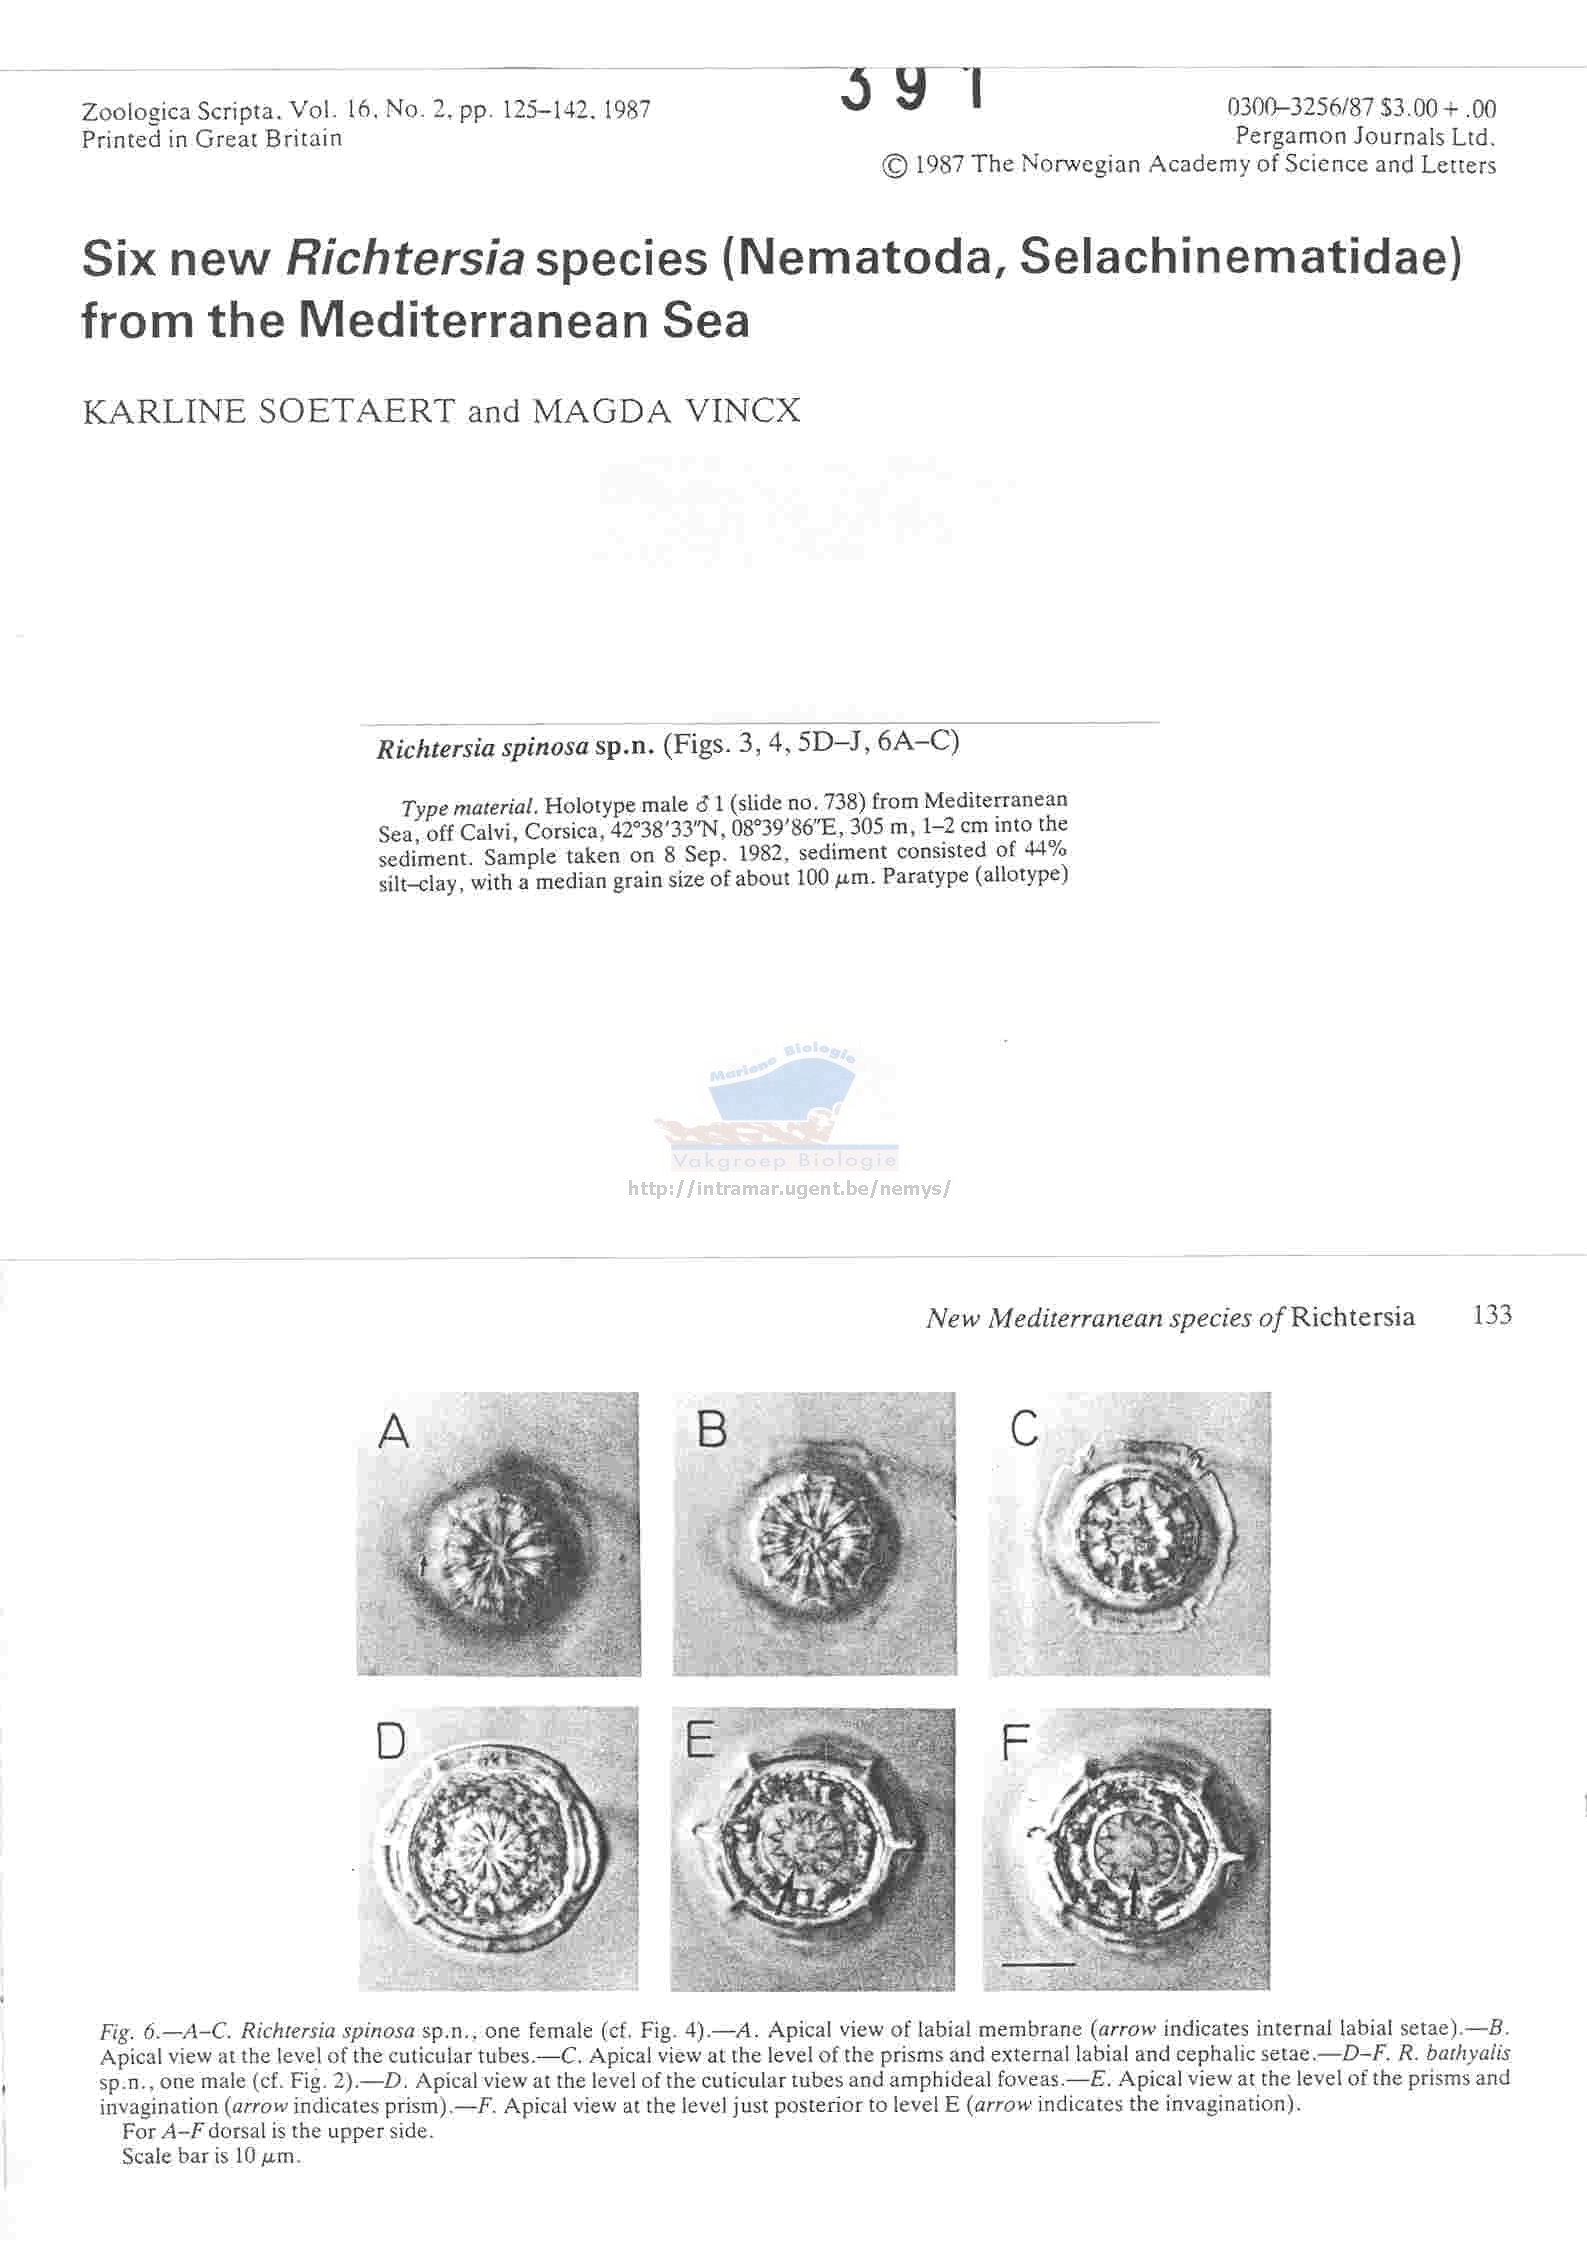 391
Zoologica Scripta, Vol. 16, No. 2, pp. 125–142, 1987
Printed in Great Britain
0300–3256/87 $3.00 + .00
Pergamon Journals Ltd.
© 1987 The Norwegian Academy of Science and Letters
Six new Richtersia species (Nematoda, Selachinematidae)
from the Mediterranean Sea
KARLINE SOETAERT and MAGDA VINCX
Richtersia spinosa sp.n. (Figs. 3, 4, 5D–J, 6A–C)
Type material. Holotype male ♂ 1 (slide no. 738) from Mediterranean
Sea, off Calvi, Corsica, 42°38′33″N, 08°39′86″E, 305 m, 1–2 cm into the
sediment. Sample taken on 8 Sep. 1982, sediment consisted of 44%
silt–clay, with a median grain size of about 100 μm. Paratype (allotype)
Mariene Biologie
Vakgroep Biologie
http://intramar.ugent.be/nemys/
New Mediterranean species of Richtersia 133
A
B
C
D
E
F
Fig. 6.—A–C. Richtersia spinosa sp.n., one female (cf. Fig. 4).—A. Apical view of labial membrane (arrow indicates internal labial setae).—B.
Apical view at the level of the cuticular tubes.—C. Apical view at the level of the prisms and external labial and cephalic setae.—D–F. R. bathyalis
sp.n., one male (cf. Fig. 2).—D. Apical view at the level of the cuticular tubes and amphideal foveas.—E. Apical view at the level of the prisms and
invagination (arrow indicates prism).—F. Apical view at the level just posterior to level E (arrow indicates the invagination).
For A–F dorsal is the upper side.
Scale bar is 10 μm.